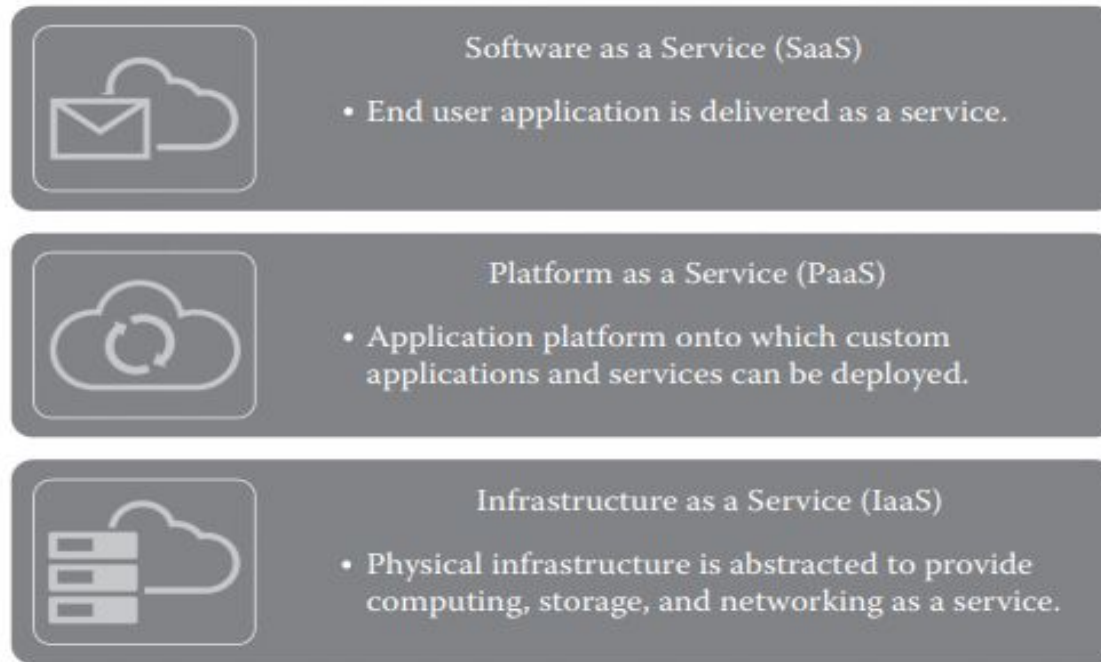 Software as a Service (SaaS)
• End user application is delivered as a service.
Platform as a Service (PaaS)
• Application platform onto which custom
applications and services can be deployed.
Infrastructure as a Service (IaaS)
• Physical infrastructure is abstracted to provide
computing, storage, and networking as a service.